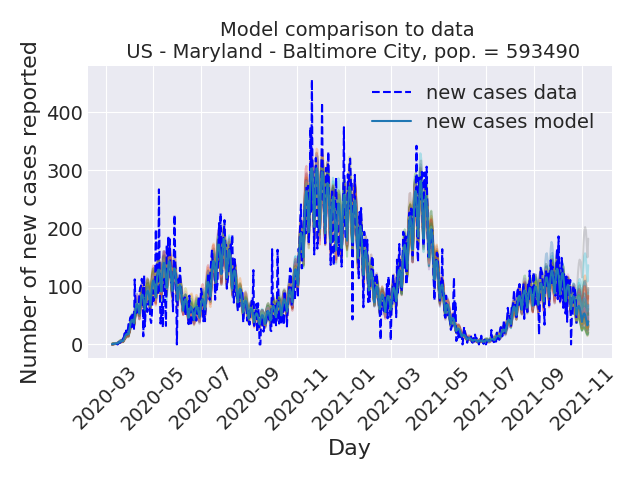 Model comparison to data
US - Maryland - Baltimore City, pop. = 593490
Number of new cases reported
400
300
200
100
0
new cases data
new cases model
2020-03
2020-05
2020-07
2020-09
2020-11
2021-01
2021-03
2021-05
2021-07
2021-09
2021-11
Day